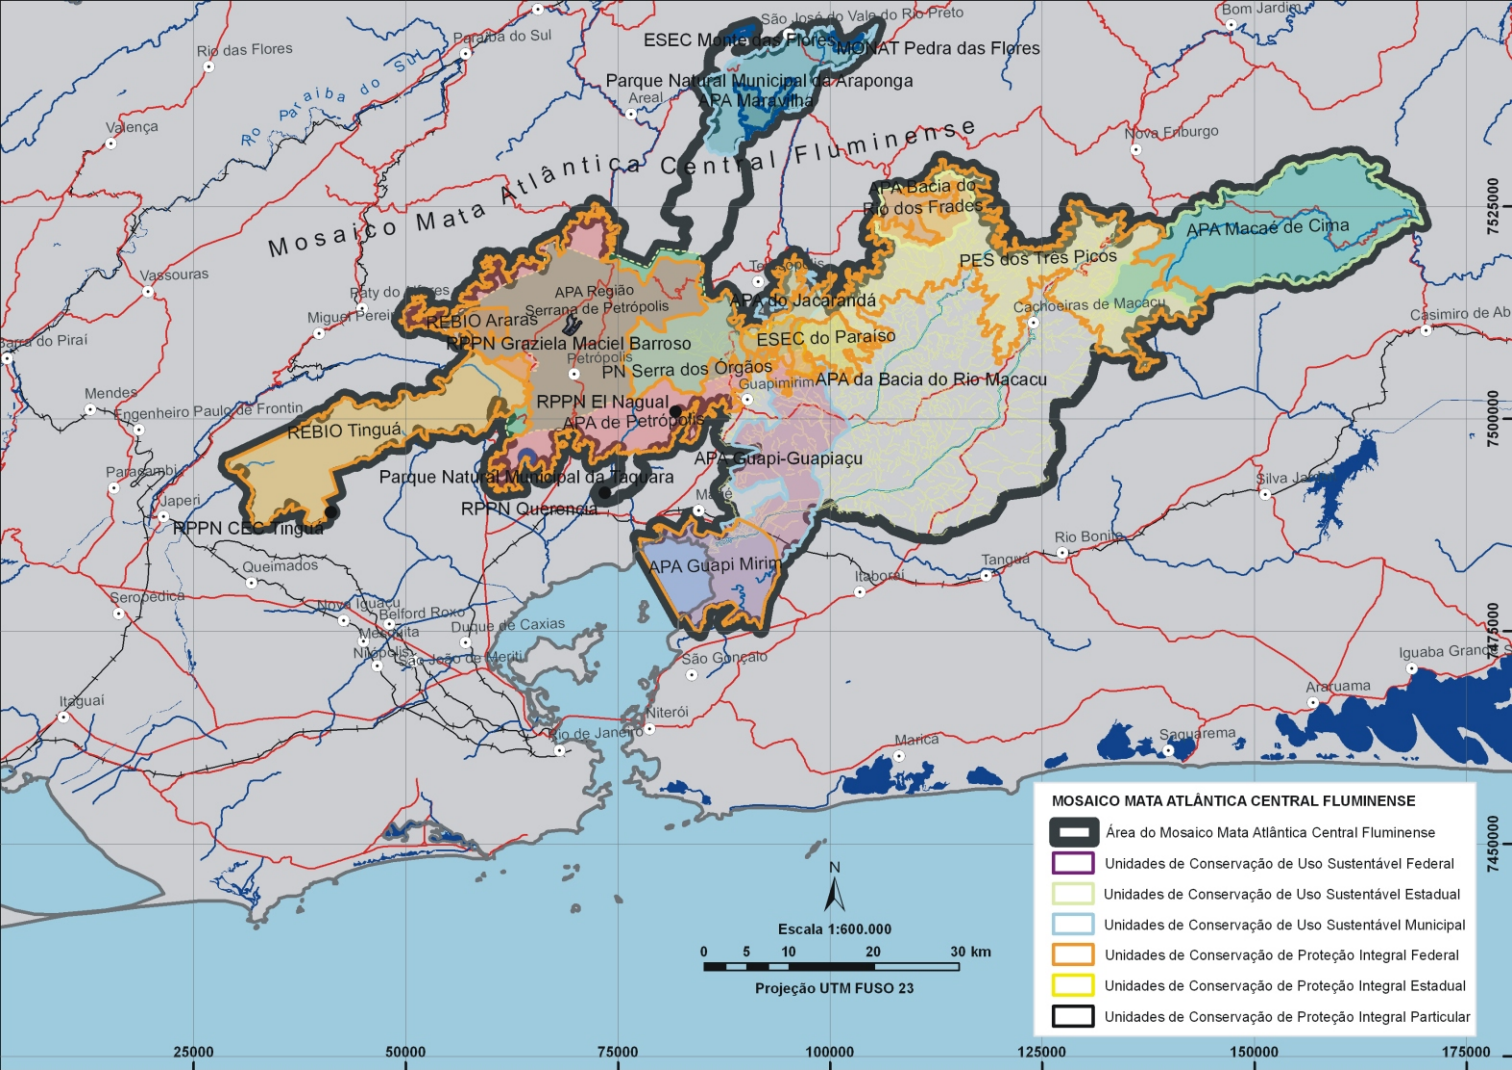 São José do Vale do Rio Preto
Bom Jardim
ESEC Monte das Flores
MONAT Pedra das Flores
Paraíba do Sul
Rio das Flores
Parque Natural Municipal da Araponga
Areal
APA Maravilha
Rio Paraiba do Sul
Valença
Nova Friburgo
Mosaico Mata Atlântica Central Fluminense
APA Bacia do
Rio dos Frades
7525000
APA Macaé de Cima
PES dos Três Picos
Vassouras
Paty do Alferes
APA Região
Serrana de Petrópolis
APA do Jacarandá
Cachoeiras de Macacu
Miguel Pereir
REBIO Araras
Casimiro de Ab
Barra do Piraí
RPPN Graziela Maciel Barroso
ESEC do Paraíso
Petrópolis
PN Serra dos Órgãos
Guapimirim
APA da Bacia do Rio Macacu
Mendes
Engenheiro Paulo de Frontin
RPPN El Nagual
APA de Petrópolis
7500000
REBIO Tinguá
APA Guapi-Guapiaçu
Paracambi
Parque Natural Municipal da Taquara
Japeri
RPPN Querencia
Magé
RPPN CEC Tinguá
Silva Ja
Rio Bonito
Tanguá
Queimados
APA Guapi Mirim
Itaboraí
Seropédica
Nova Iguaçu
Belford Roxo
Mesquita
Duque de Caxias
Nilópolis
São João de Meriti
São Gonçalo
7475000
Iguaba Grande
Araruama
Itaguaí
Niterói
Rio de Janeiro
Marica
Saquarema
MOSAICO MATA ATLÂNTICA CENTRAL FLUMINENSE
Área do Mosaico Mata Atlântica Central Fluminense
Unidades de Conservação de Uso Sustentável Federal
Unidades de Conservação de Uso Sustentável Estadual
Unidades de Conservação de Uso Sustentável Municipal
Unidades de Conservação de Proteção Integral Federal
Unidades de Conservação de Proteção Integral Estadual
Unidades de Conservação de Proteção Integral Particular
7450000
N
Escala 1:600.000
0 5 10 20 30 km
Projeção UTM FUSO 23
25000 50000 75000 100000 125000 150000 175000